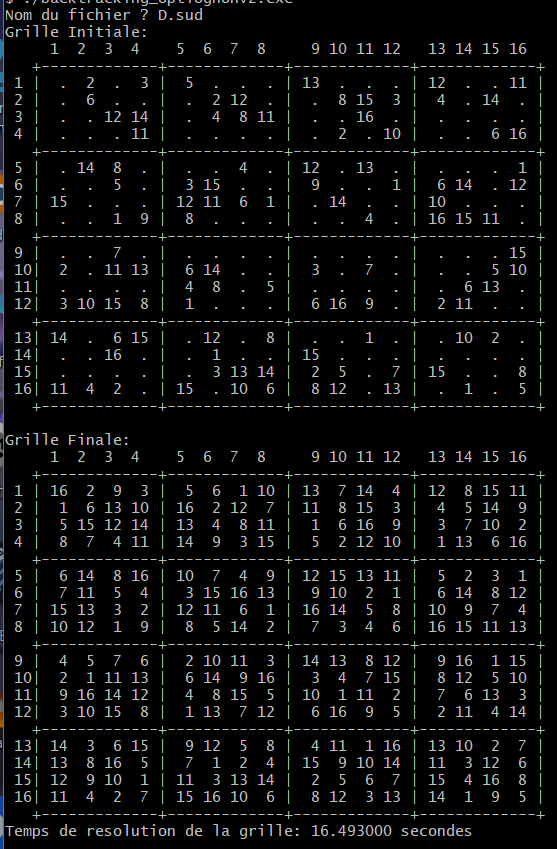 $ ./backtracking_optiognonv2.exe
Nom du fichier ? D.sud
Grille Initiale:
     1  2  3  4    5  6  7  8     9 10 11 12   13 14 15 16
   +-------------+-------------+-------------+-------------+
 1 |  .  2  .  3 |  5  .  .  . | 13  .  .  . | 12  .  . 11 |
 2 |  .  6  .  . |  .  2 12  . |  .  8 15  3 |  4  . 14  . |
 3 |  .  . 12 14 |  .  4  8 11 |  .  . 16  . |  .  .  .  . |
 4 |  .  .  . 11 |  .  .  .  . |  .  2  . 10 |  .  .  6 16 |
   +-------------+-------------+-------------+-------------+
 5 |  . 14  8  . |  .  .  4  . | 12  . 13  . |  .  .  .  1 |
 6 |  .  .  5  . |  3 15  .  . |  9  .  .  1 |  6 14  . 12 |
 7 | 15  .  .  . | 12 11  6  1 |  . 14  .  . | 10  .  .  . |
 8 |  .  .  1  9 |  8  .  .  . |  .  .  4  . | 16 15 11  . |
   +-------------+-------------+-------------+-------------+
 9 |  .  .  7  . |  .  .  .  . |  .  .  .  . |  .  .  . 15 |
 10|  2  . 11 13 |  6 14  .  . |  3  .  7  . |  .  .  5 10 |
 11|  .  .  .  . |  4  8  .  5 |  .  .  .  . |  .  6 13  . |
 12|  3 10 15  8 |  1  .  .  . |  6 16  9  . |  2 11  .  . |
   +-------------+-------------+-------------+-------------+
 13| 14  .  6 15 |  . 12  .  8 |  .  .  1  . |  . 10  2  . |
 14|  .  . 16  . |  .  1  .  . | 15  .  .  . |  .  .  .  . |
 15|  .  .  .  . |  .  3 13 14 |  2  5  .  7 | 15  .  .  8 |
 16| 11  4  2  . | 15  . 10  6 |  8 12  . 13 |  .  1  .  5 |
   +-------------+-------------+-------------+-------------+
Grille Finale:
     1  2  3  4    5  6  7  8     9 10 11 12   13 14 15 16
   +-------------+-------------+-------------+-------------+
 1 | 16  2  9  3 |  5  6  1 10 | 13  7 14  4 | 12  8 15 11 |
 2 |  1  6 13 10 | 16  2 12  7 | 11  8 15  3 |  4  5 14  9 |
 3 |  5 15 12 14 | 13  4  8 11 |  1  6 16  9 |  3  7 10  2 |
 4 |  8  7  4 11 | 14  9  3 15 |  5  2 12 10 |  1 13  6 16 |
   +-------------+-------------+-------------+-------------+
 5 |  6 14  8 16 | 10  7  4  9 | 12 15 13 11 |  5  2  3  1 |
 6 |  7 11  5  4 |  3 15 16 13 |  9 10  2  1 |  6 14  8 12 |
 7 | 15 13  3  2 | 12 11  6  1 | 16 14  5  8 | 10  9  7  4 |
 8 | 10 12  1  9 |  8  5 14  2 |  7  3  4  6 | 16 15 11 13 |
   +-------------+-------------+-------------+-------------+
 9 |  4  5  7  6 |  2 10 11  3 | 14 13  8 12 |  9 16  1 15 |
 10|  2  1 11 13 |  6 14  9 16 |  3  4  7 15 |  8 12  5 10 |
 11|  9 16 14 12 |  4  8 15  5 | 10  1 11  2 |  7  6 13  3 |
 12|  3 10 15  8 |  1 13  7 12 |  6 16  9  5 |  2 11  4 14 |
   +-------------+-------------+-------------+-------------+
 13| 14  3  6 15 |  9 12  5  8 |  4 11  1 16 | 13 10  2  7 |
 14| 13  8 16  5 |  7  1  2  4 | 15  9 10 14 | 11  3 12  6 |
 15| 12  9 10  1 | 11  3 13 14 |  2  5  6  7 | 15  4 16  8 |
 16| 11  4  2  7 | 15 16 10  6 |  8 12  3 13 | 14  1  9  5 |
   +-------------+-------------+-------------+-------------+
Temps de resolution de la grille: 16.493000 secondes